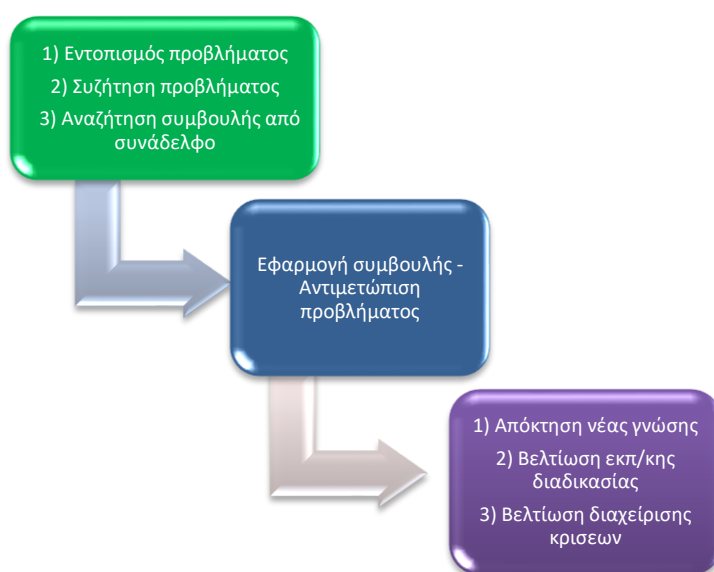 1) Εντοπισμός προβλήματος
2) Συζήτηση προβλήματος
3) Αναζήτηση συμβουλής από
συνάδελφο
Εφαρμογή συμβουλής -
Αντιμετώπιση
προβλήματος
1) Απόκτηση νέας γνώσης
2) Βελτίωση εκπ/κης
διαδικασίας
3) Βελτίωση διαχείρισης
κρισεων